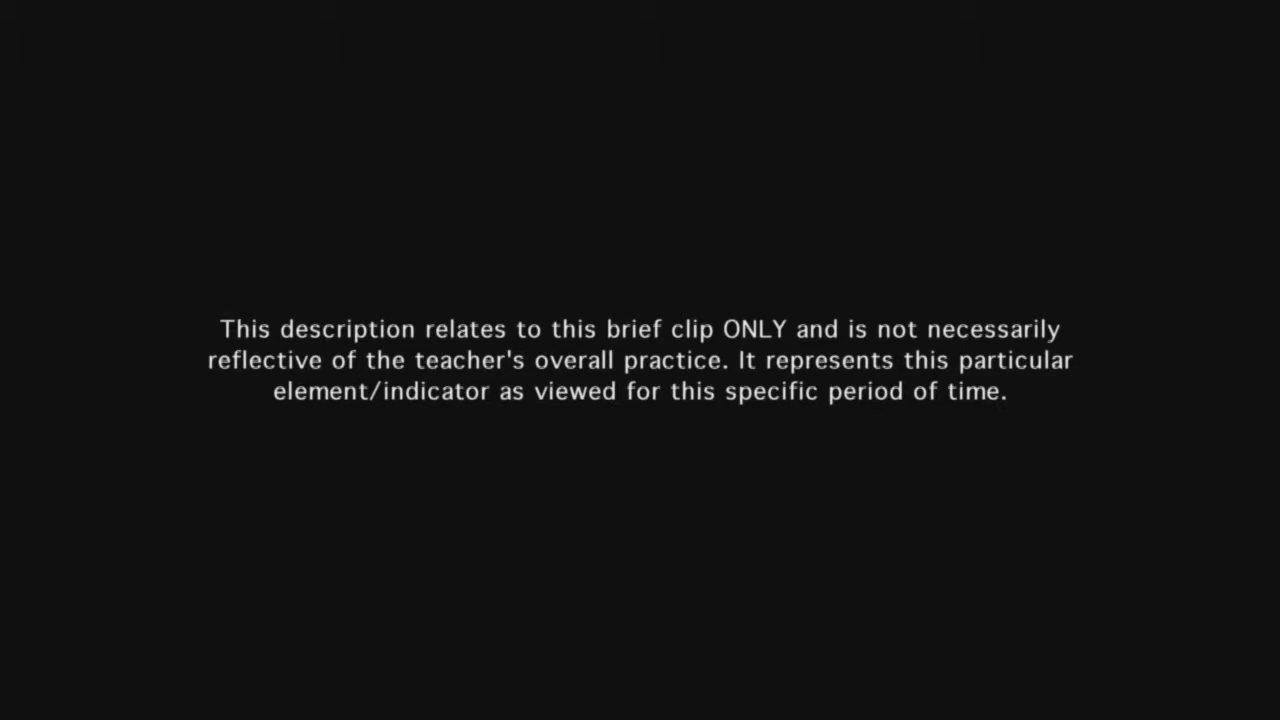 This description relates to this brief clip ONLY and is not necessarily
reflective of the teacher's overall practice. It represents this particular
element/indicator as viewed for this specific period of time.